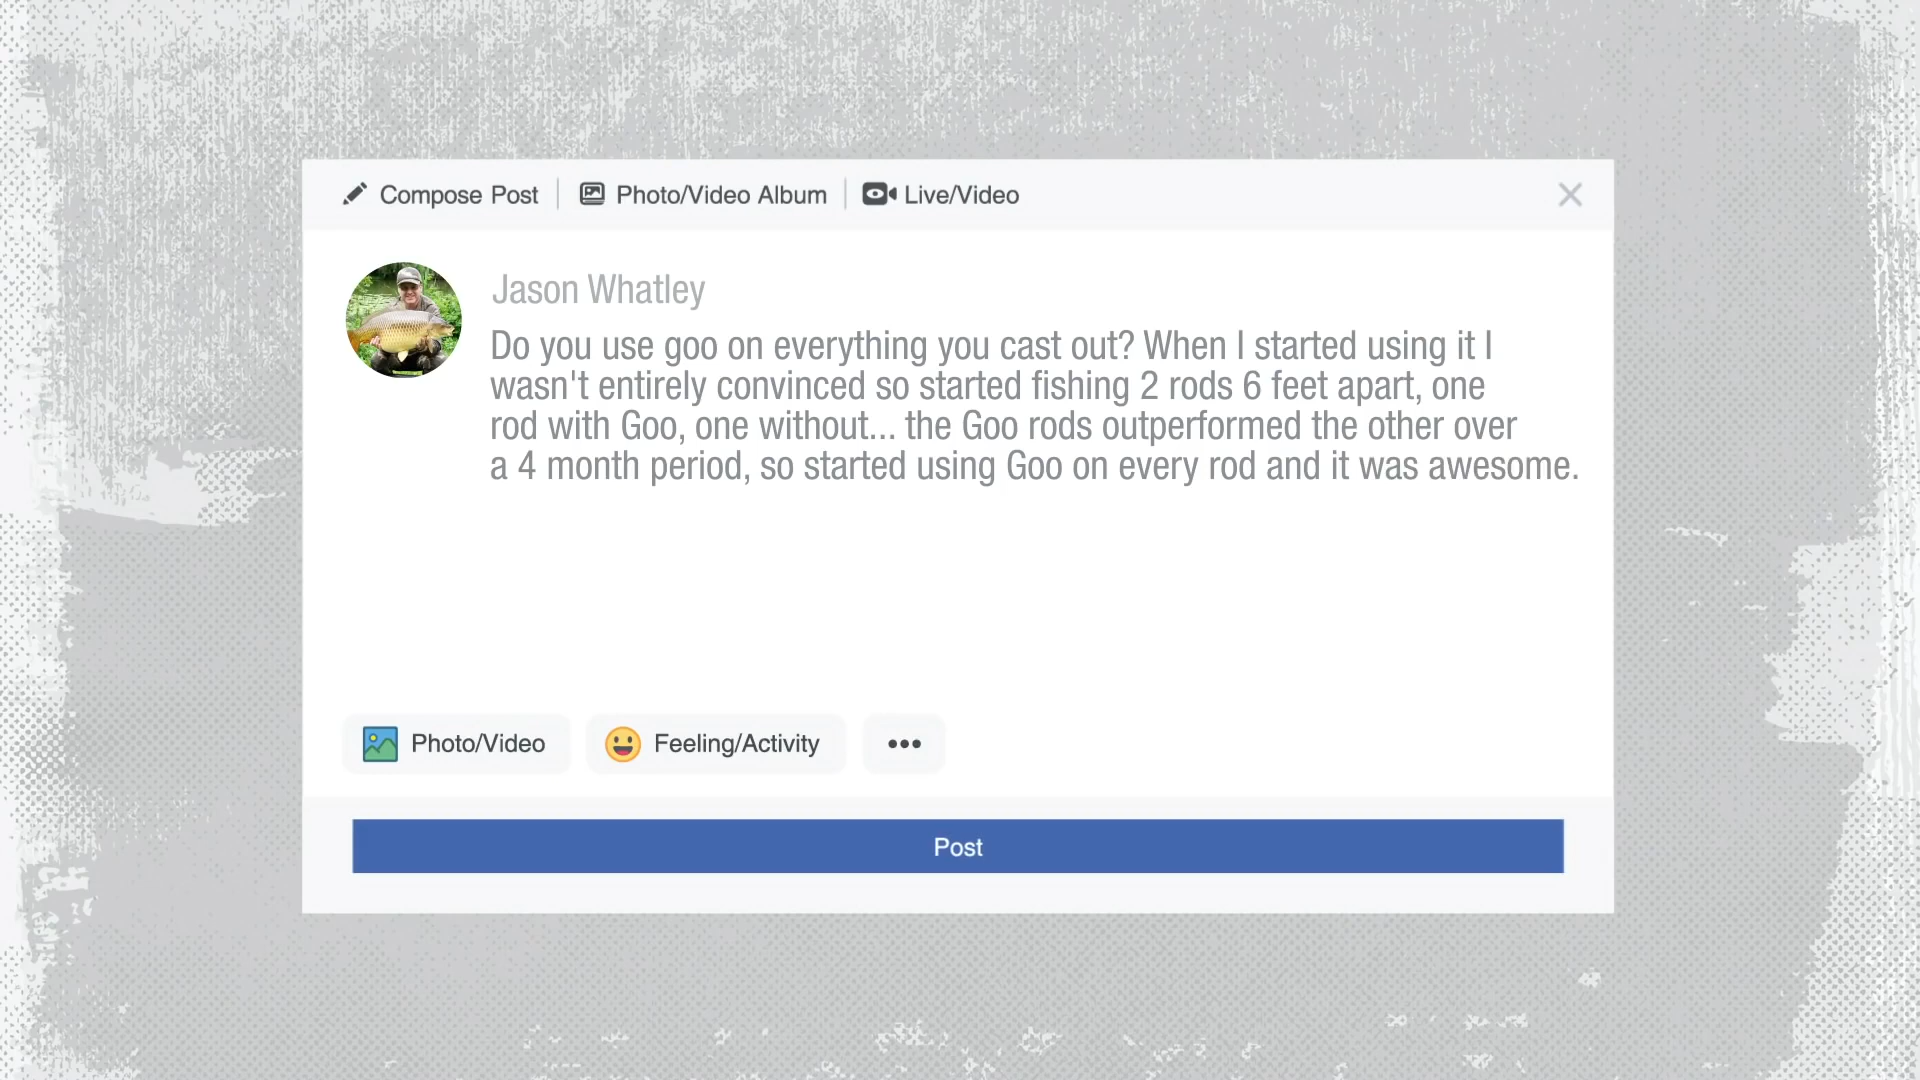 Compose Post
Photo/Video Album
Live/Video
Jason Whatley
Do you use goo on everything you cast out? When I started using it I
wasn't entirely convinced so started fishing 2 rods 6 feet apart, one
rod with Goo, one without... the Goo rods outperformed the other over
a 4 month period, so started using Goo on every rod and it was awesome.
Photo/Video
Feeling/Activity
Post